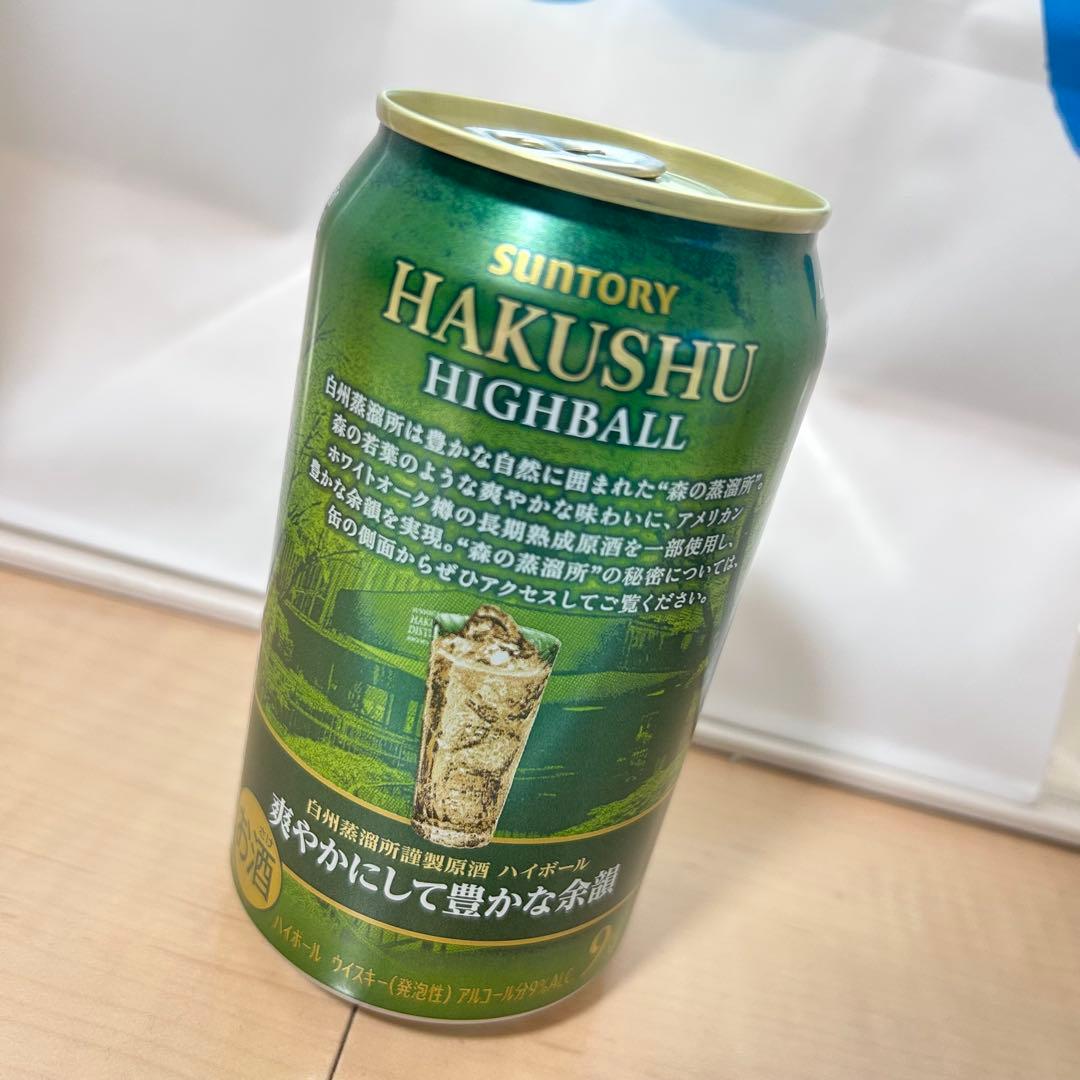 SUNTORY
HAKUSHU
HIGHBALL
白州蒸溜所は豊かな自然に囲まれた“森の蒸溜所”。
森の若葉のような爽やかな味わいに、アメリカン
ホワイトオーク樽の長期熟成原酒を一部使用し、
豊かな余韻を実現。“森の蒸溜所”の秘密については、
缶の側面からぜひアクセスしてご覧ください。
白州蒸溜所謹製原酒 ハイボール
爽やかにして豊かな余韻
お酒
ハイボール ウイスキー(発泡性) アルコール分9%ALC
9